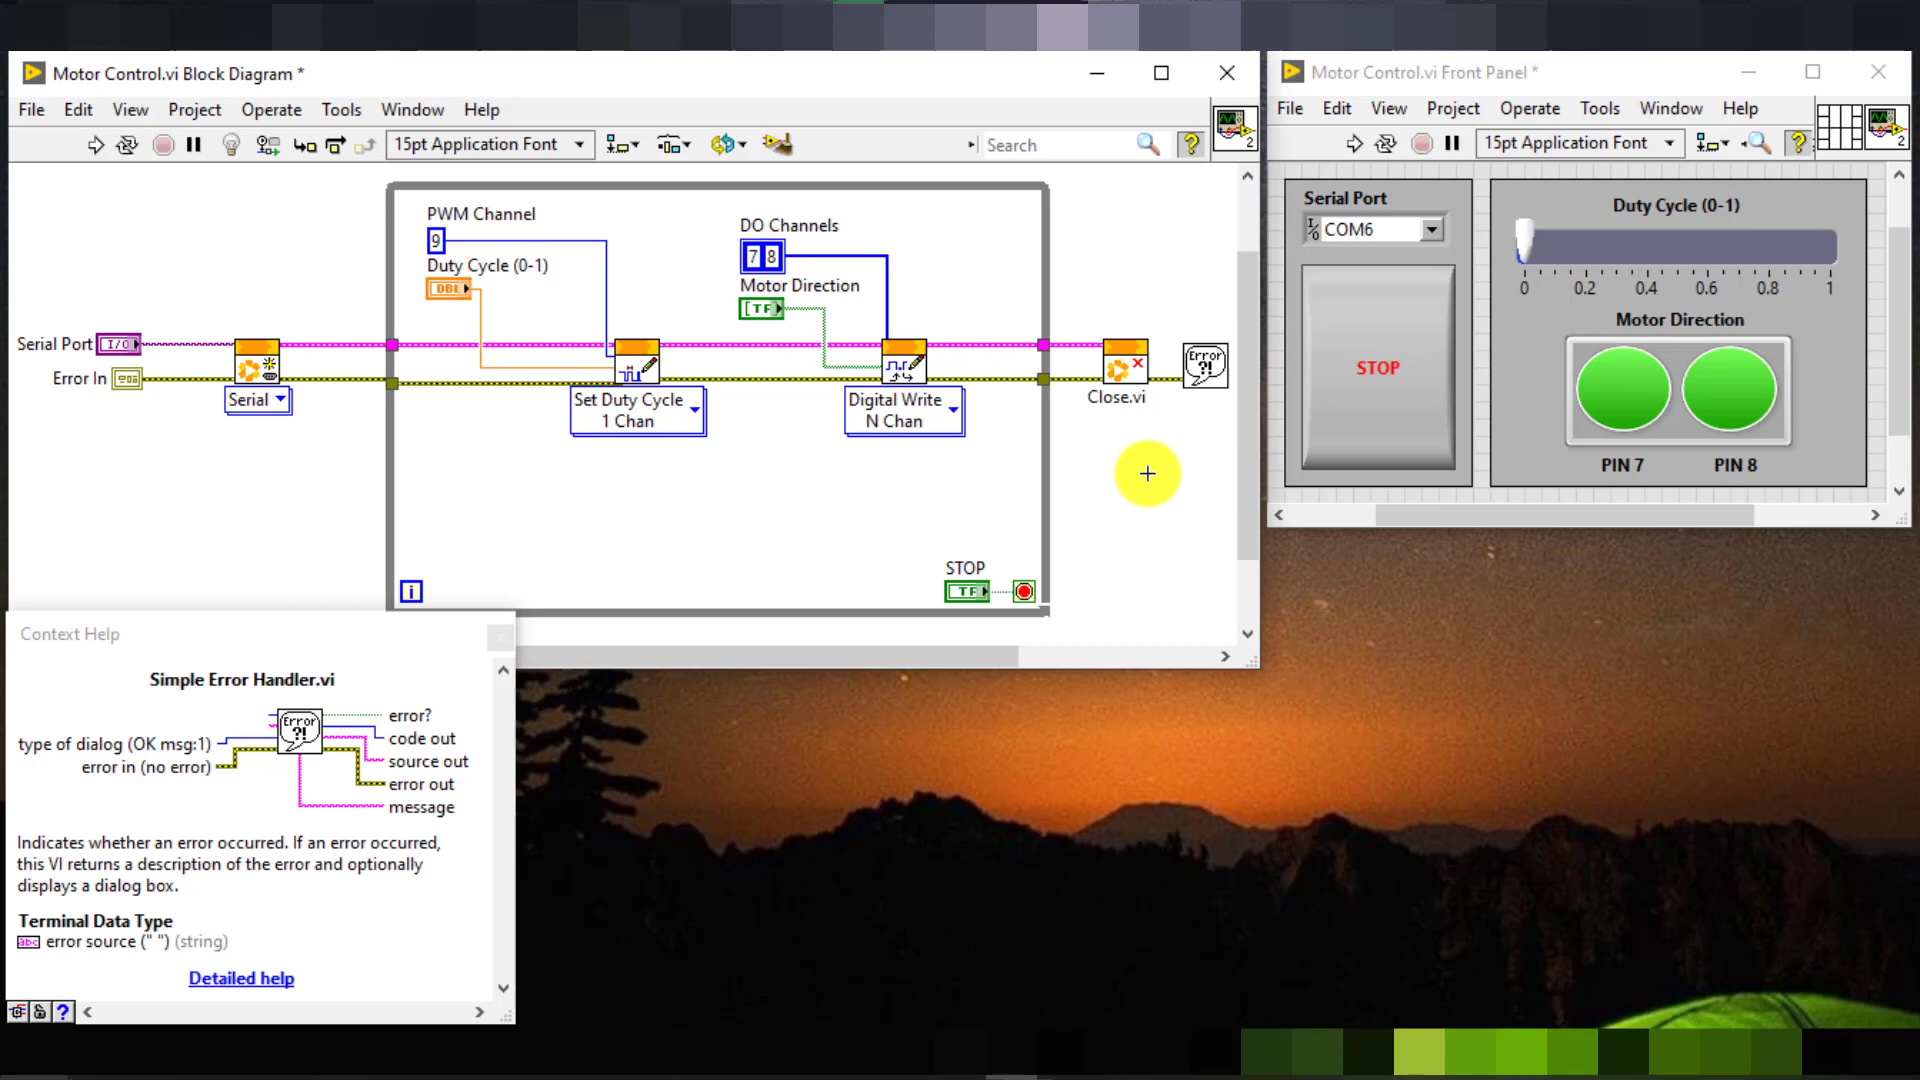 Motor Control.vi Block Diagram *
File Edit View Project Operate Tools Window Help
15pt Application Font
Search
2
PWM Channel
9
Duty Cycle (0-1)
DBL
DO Channels
7 8
Motor Direction
[TF]
Serial Port I/O
Error In
Serial
Set Duty Cycle
1 Chan
Digital Write
N Chan
Close.vi
Error
?!
i
STOP
TF
Motor Control.vi Front Panel *
File Edit View Project Operate Tools Window Help
15pt Application Font
2
Serial Port
I/O COM6
STOP
Duty Cycle (0-1)
0 0.2 0.4 0.6 0.8 1
Motor Direction
PIN 7 PIN 8
Context Help
Simple Error Handler.vi
Error
?!
type of dialog (OK msg:1)
error in (no error)
error?
code out
source out
error out
message
Indicates whether an error occurred. If an error occurred,
this VI returns a description of the error and optionally
displays a dialog box.
Terminal Data Type
abc error source (" ") (string)
Detailed help